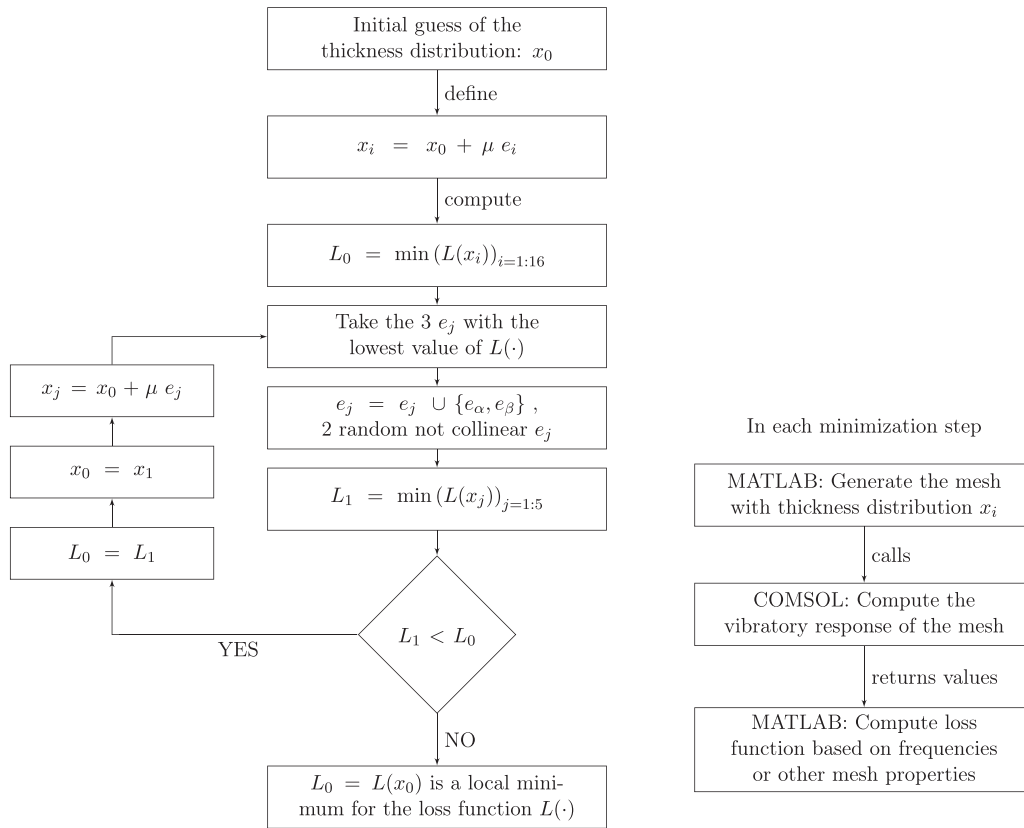 Initial guess of the
thickness distribution: x₀
define
xᵢ = x₀ + μ eᵢ
compute
L₀ = min (L(xᵢ))ᵢ₌₁:₁₆
Take the 3 eⱼ with the
lowest value of L(·)
eⱼ = eⱼ ∪ {e_α, e_β} ,
2 random not collinear eⱼ
L₁ = min (L(xⱼ))ⱼ₌₁:₅
L₁ < L₀
YES
L₀ = L₁
x₀ = x₁
xⱼ = x₀ + μ eⱼ
NO
L₀ = L(x₀) is a local mini-
mum for the loss function L(·)
In each minimization step
MATLAB: Generate the mesh
with thickness distribution xᵢ
calls
COMSOL: Compute the
vibratory response of the mesh
returns values
MATLAB: Compute loss
function based on frequencies
or other mesh properties